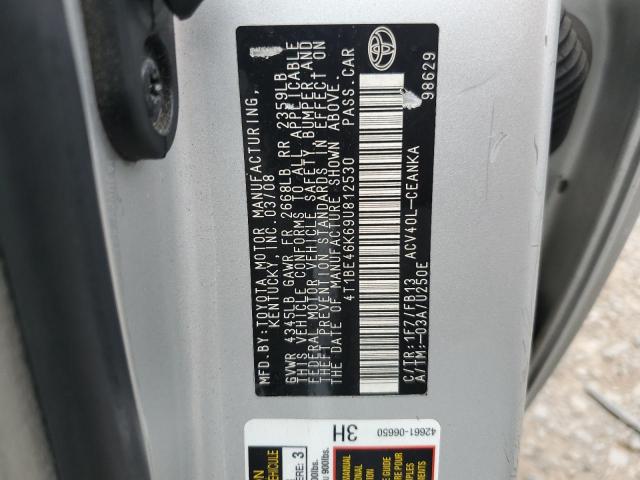 MFD.BY:TOYOTA MOTOR MANUFACTURING,
KENTUCKY, INC. 03/08
GVWR 4345LB GAWR FR 2668LB RR 2359LB
THIS VEHICLE CONFORMS TO ALL APPLICABLE
FEDERAL MOTOR VEHICLE SAFETY, BUMPER, AND
THEFT PREVENTION STANDARDS IN EFFECT ON
THE DATE OF MANUFACTURE SHOWN ABOVE.
4T1BE46K69U812530 PASS.CAR
C/TR:1F7/FB13 ACV40L-CEANKA
A/TM:-03A/U250E
98629
42661-06650
3H